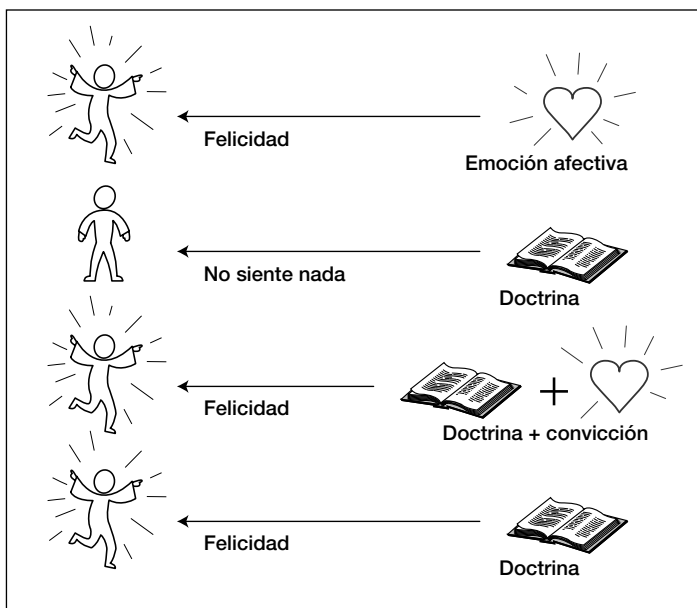 Felicidad
Emoción afectiva
No siente nada
Doctrina
Felicidad
Doctrina + convicción
Felicidad
Doctrina